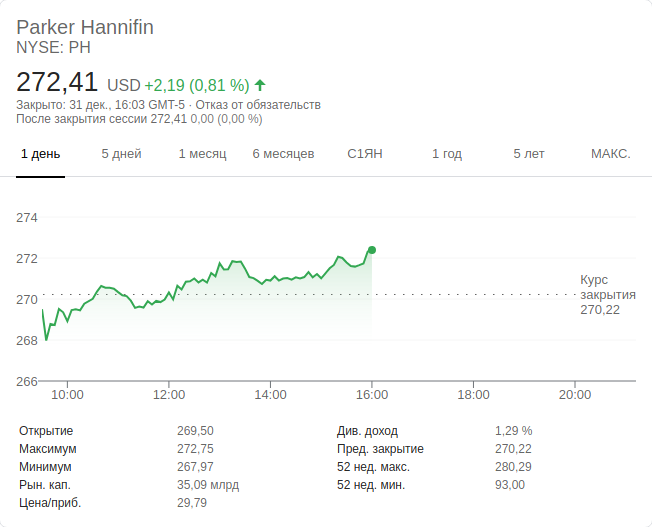 Parker Hannifin
NYSE: PH
272,41 USD +2,19 (0,81 %)
Закрыто: 31 дек., 16:03 GMT-5 · Отказ от обязательств
После закрытия сессии 272,41 0,00 (0,00 %)
1 день 5 дней 1 месяц 6 месяцев С1ЯН 1 год 5 лет МАКС.
274
272
270
268
266
Курс
закрытия
270,22
10:00 12:00 14:00 16:00 18:00 20:00
Открытие 269,50 Див. доход 1,29 %
Максимум 272,75 Пред. закрытие 270,22
Минимум 267,97 52 нед. макс. 280,29
Рын. кап. 35,09 млрд 52 нед. мин. 93,00
Цена/приб. 29,79